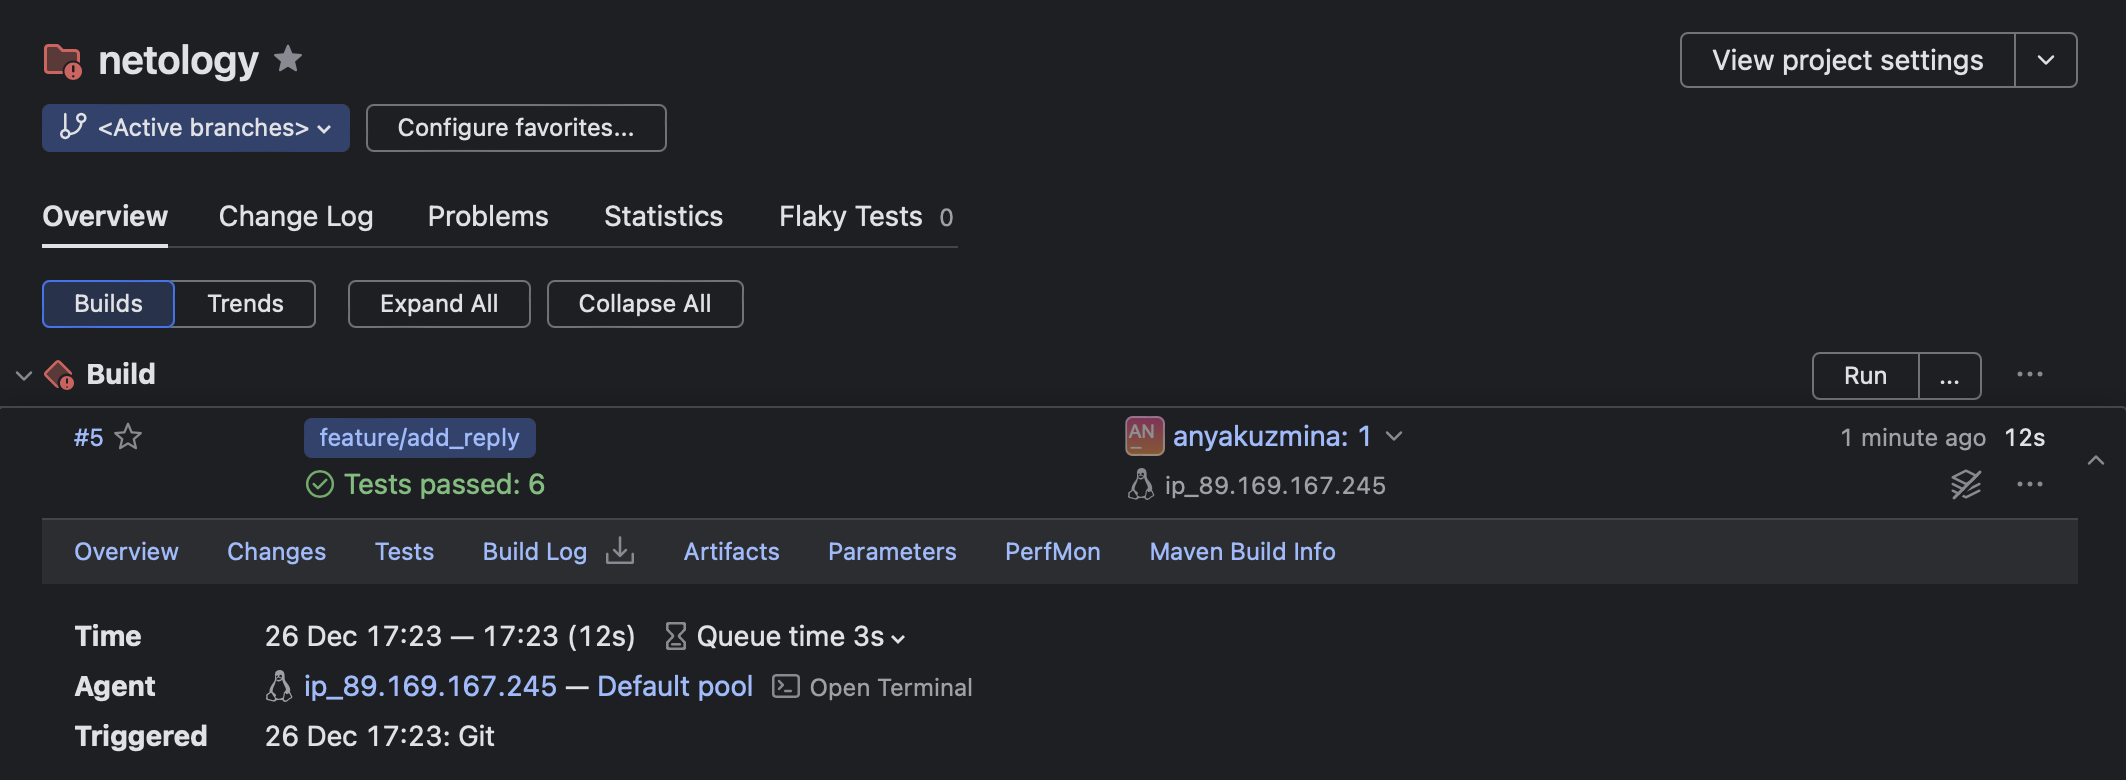 netology
View project settings
<Active branches>
Configure favorites...
Overview Change Log Problems Statistics Flaky Tests 0
Builds Trends Expand All Collapse All
Build
Run ...
#5 feature/add_reply AN anyakuzmina: 1 1 minute ago 12s
Tests passed: 6 ip_89.169.167.245
Overview Changes Tests Build Log Artifacts Parameters PerfMon Maven Build Info
Time 26 Dec 17:23 — 17:23 (12s) Queue time 3s
Agent ip_89.169.167.245 — Default pool Open Terminal
Triggered 26 Dec 17:23: Git